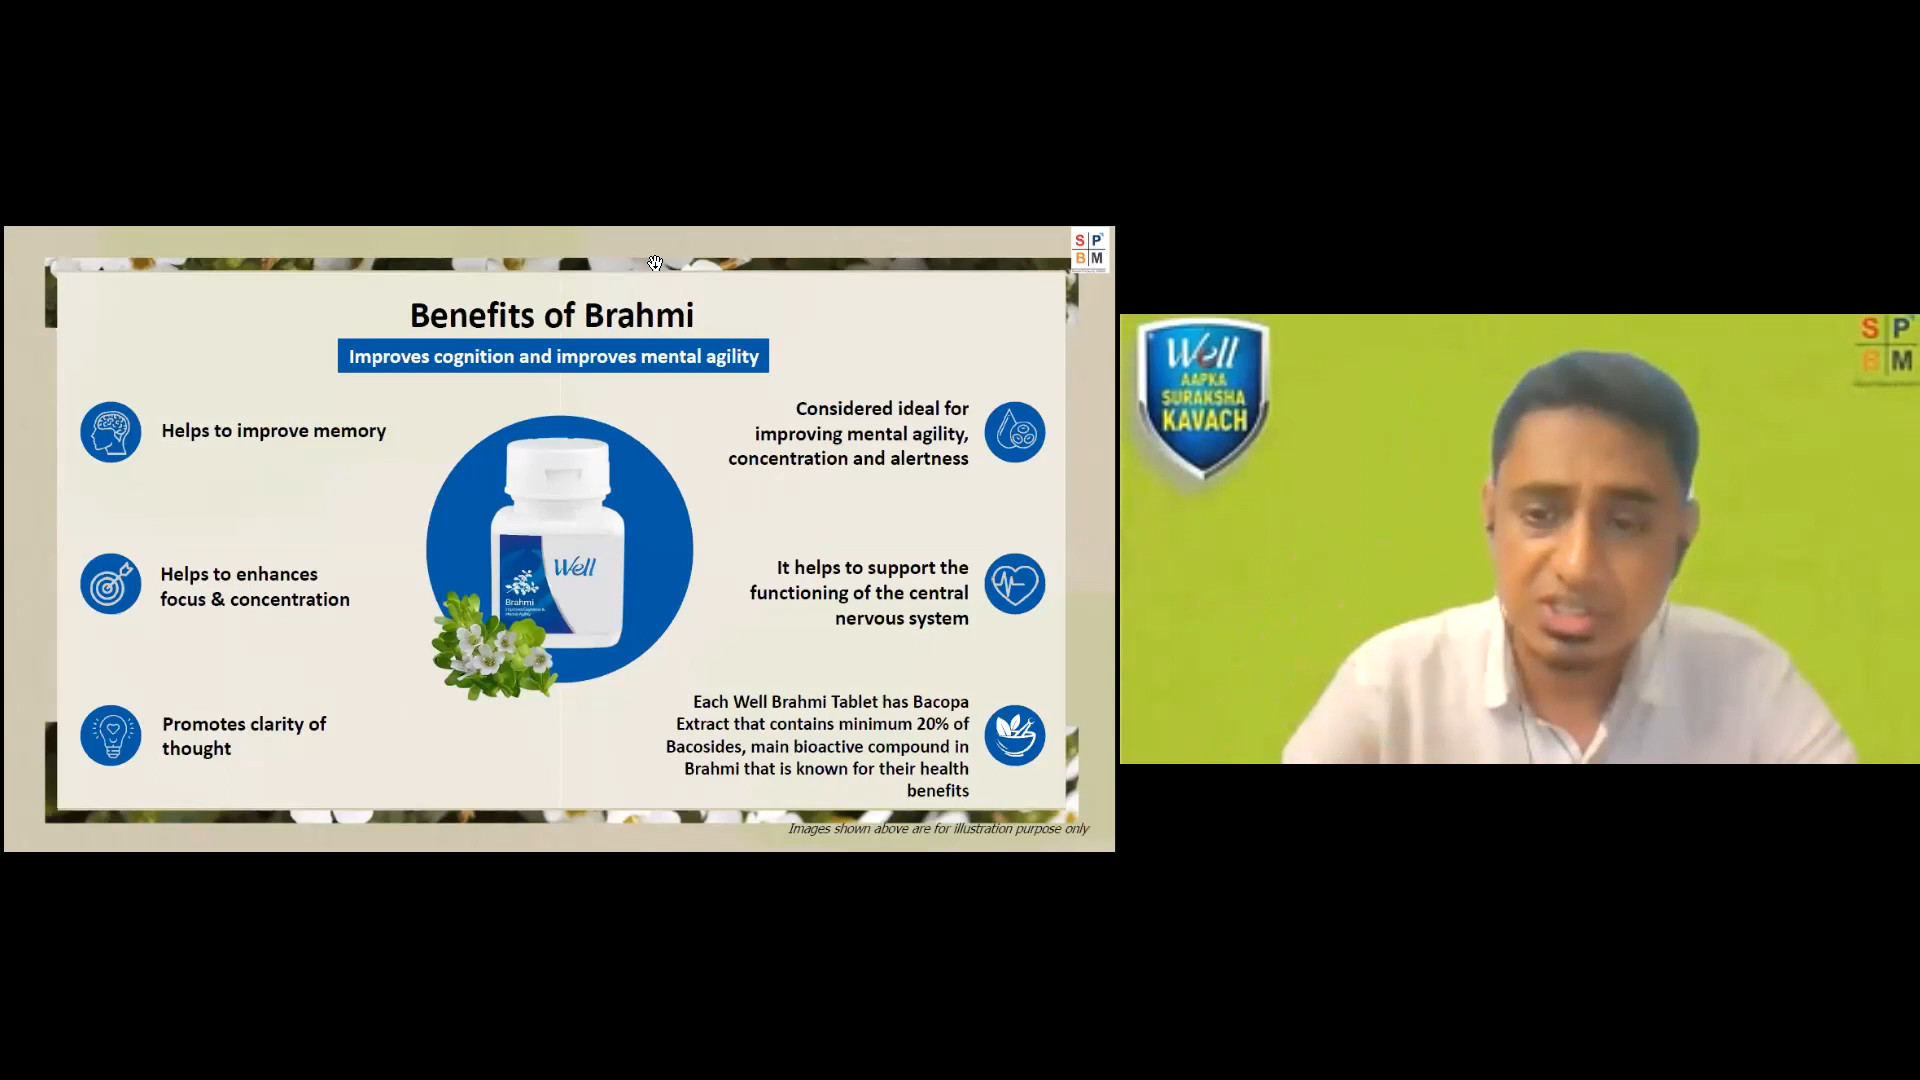 S P
B M
Benefits of Brahmi
Improves cognition and improves mental agility
Helps to improve memory
Helps to enhances
focus & concentration
Promotes clarity of
thought
Well
Brahmi
Considered ideal for
improving mental agility,
concentration and alertness
It helps to support the
functioning of the central
nervous system
Each Well Brahmi Tablet has Bacopa
Extract that contains minimum 20% of
Bacosides, main bioactive compound in
Brahmi that is known for their health
benefits
Images shown above are for illustration purpose only
Well
AAPKA
SURAKSHA
KAVACH
S P
B M